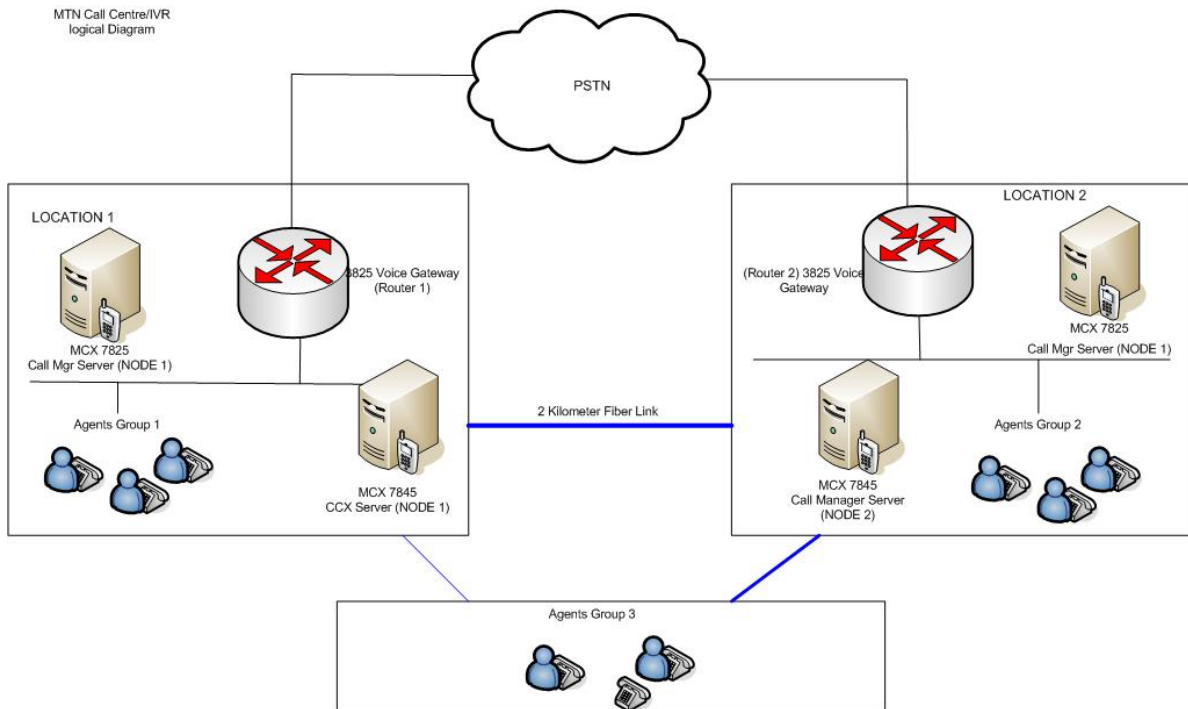 MTN Call Centre/IVR
logical Diagram
PSTN
LOCATION 1
3825 Voice Gateway
(Router 1)
MCX 7825
Call Mgr Server (NODE 1)
Agents Group 1
MCX 7845
CCX Server (NODE 1)
2 Kilometer Fiber Link
LOCATION 2
(Router 2) 3825 Voice
Gateway
MCX 7825
Call Mgr Server (NODE 1)
MCX 7845
Call Manager Server
(NODE 2)
Agents Group 2
Agents Group 3